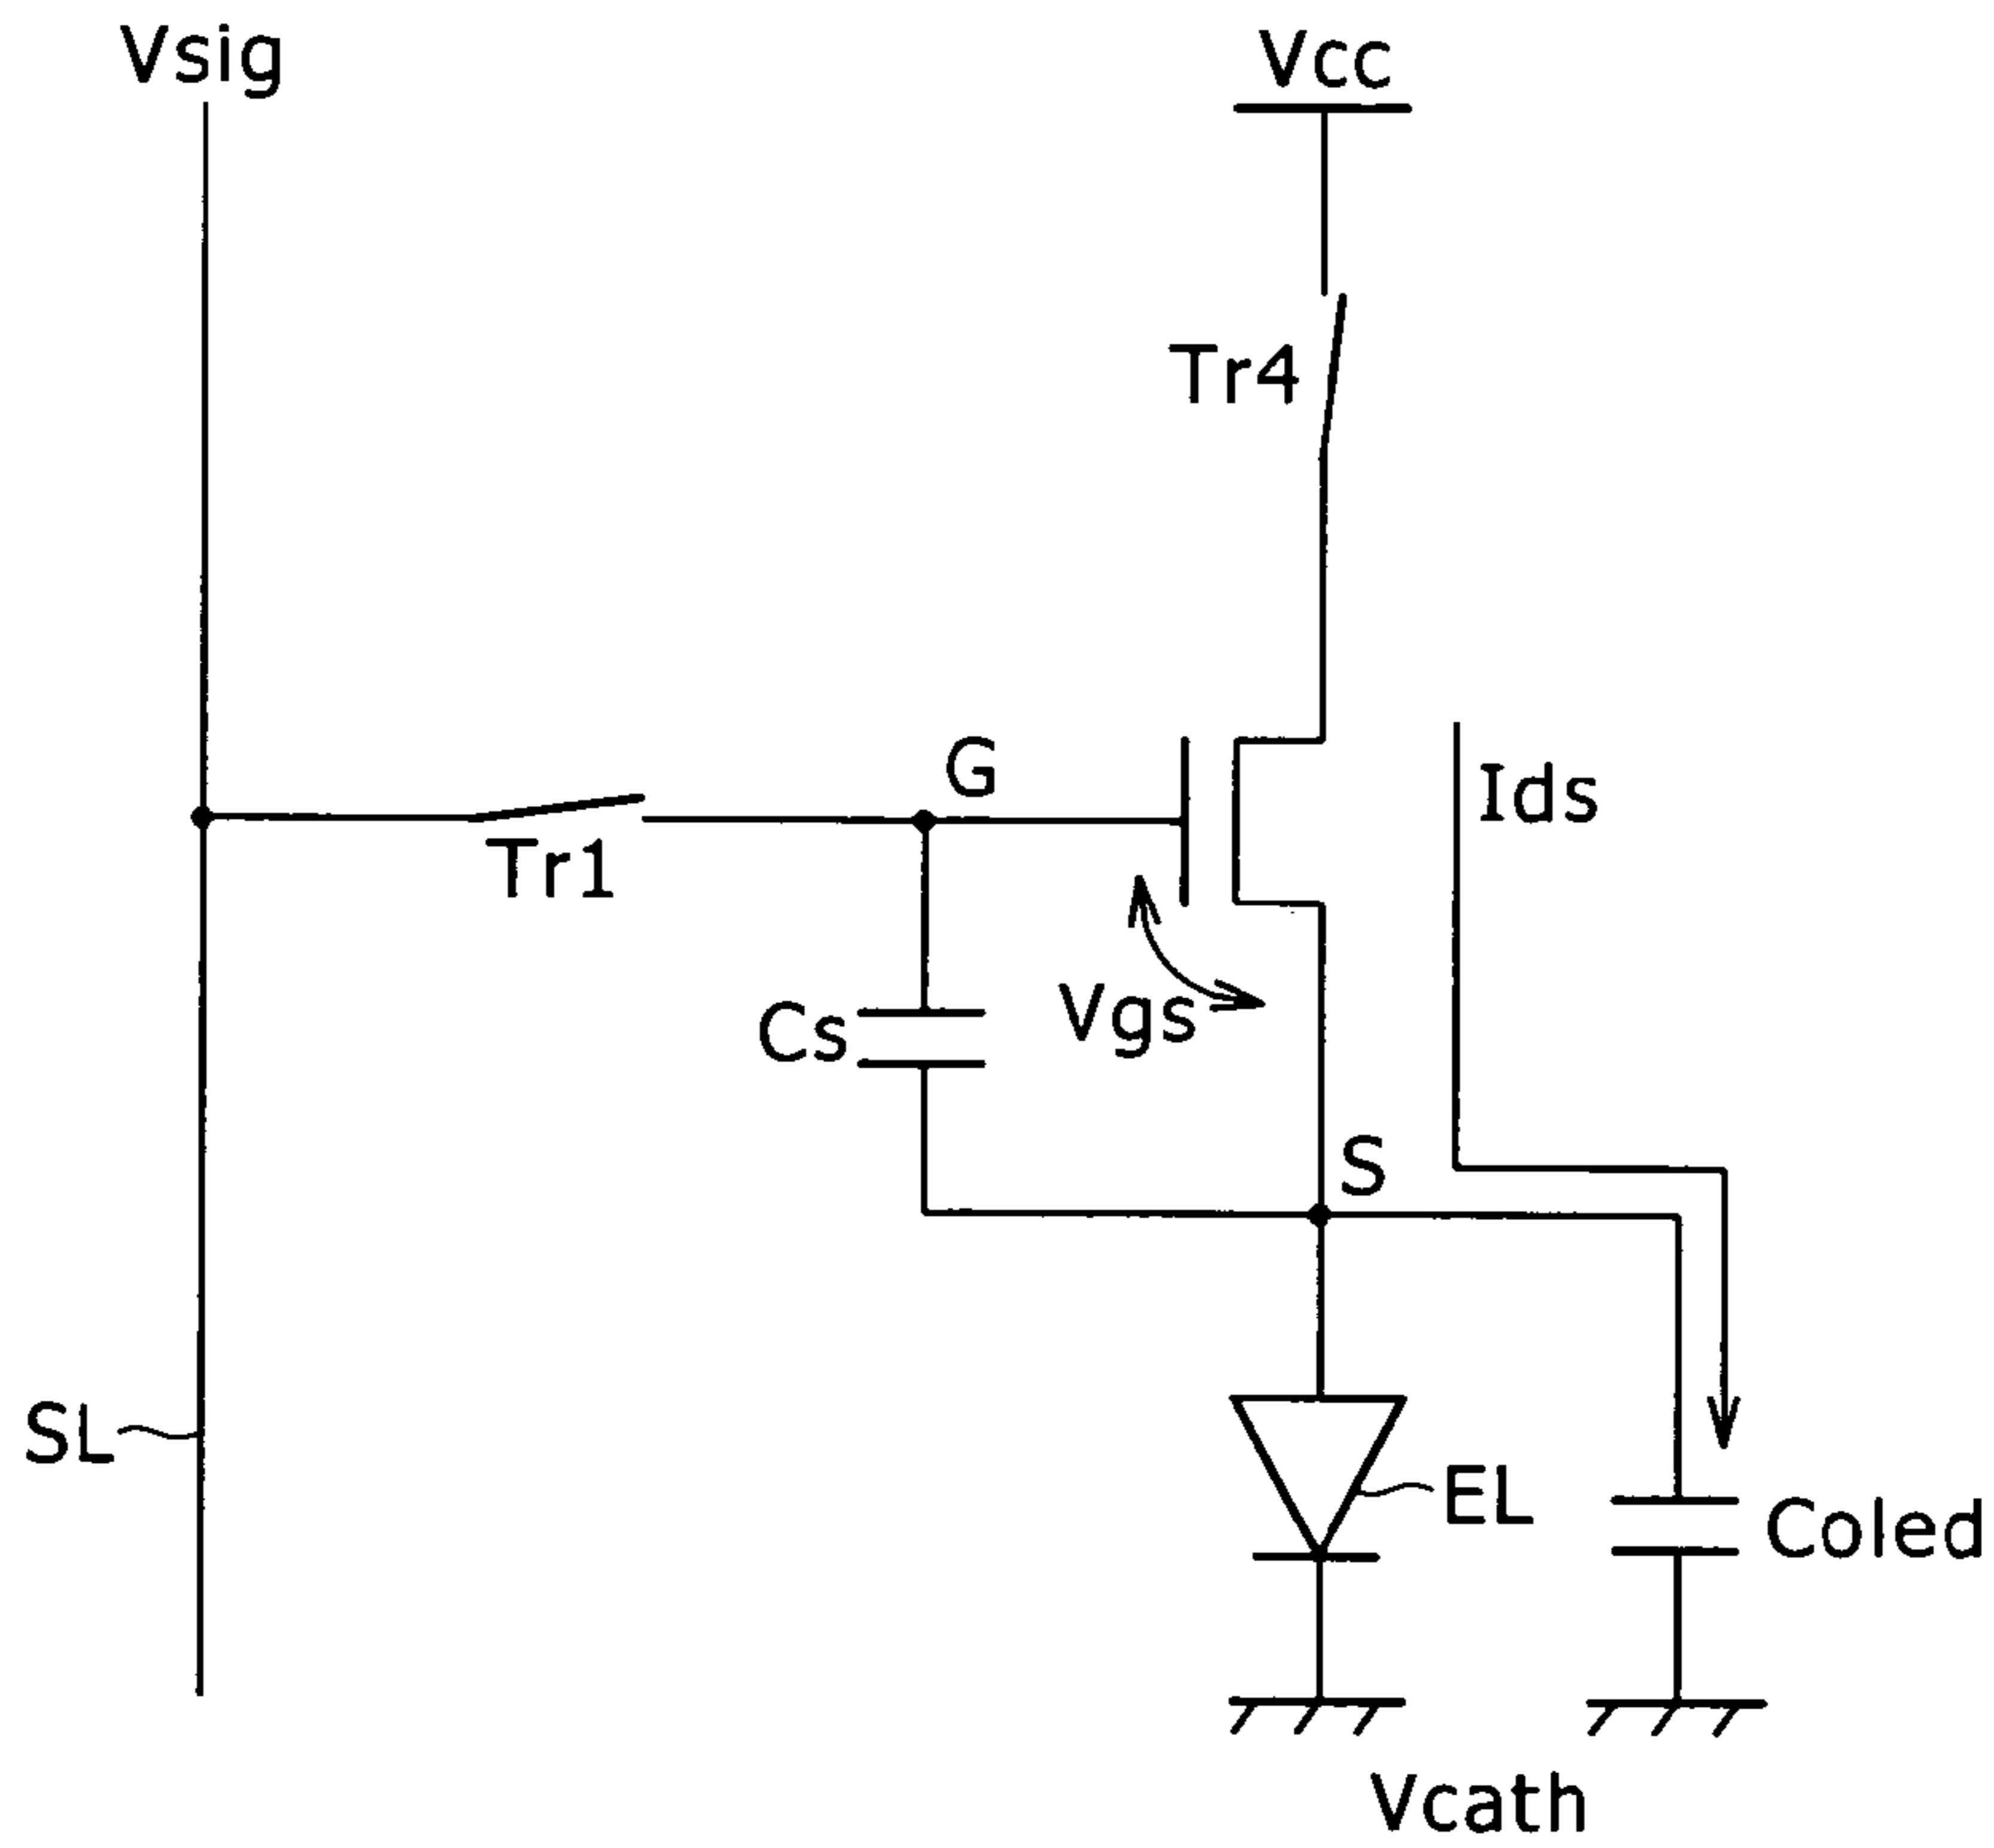 Vsig
Vcc
Tr4
G
Ids
Tr1
Cs
Vgs
S
SL
EL
Coled
Vcath